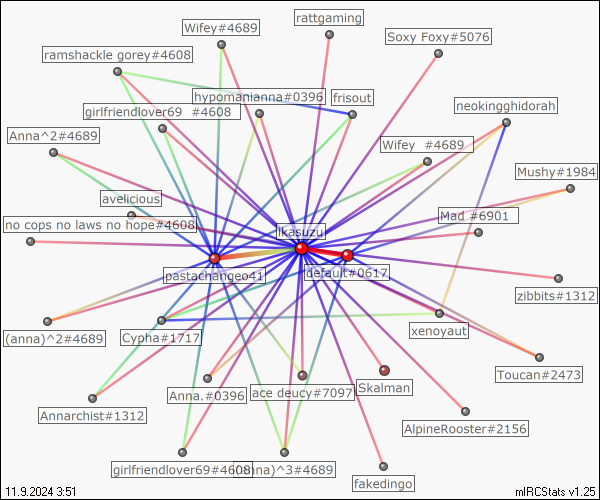 rattgaming
Wifey#4689
Soxy Foxy#5076
ramshackle gorey#4608
hypomanianna#0396
frisout
neokingghidorah
girlfriendlover69 #4608
Anna^2#4689
Wifey #4689
Mushy#1984
avelicious
Mad #6901
no cops no laws no hope#4608
ikasuzu
pastachangeo41
default#0617
zibbits#1312
(anna)^2#4689
Cypha#1717
xenoyaut
Toucan#2473
Anna.#0396
ace deucy#7097
Skalman
Annarchist#1312
AlpineRooster#2156
girlfriendlover69#4608
(anna)^3#4689
fakedingo
11.9.2024 3:51
mIRCStats v1.25